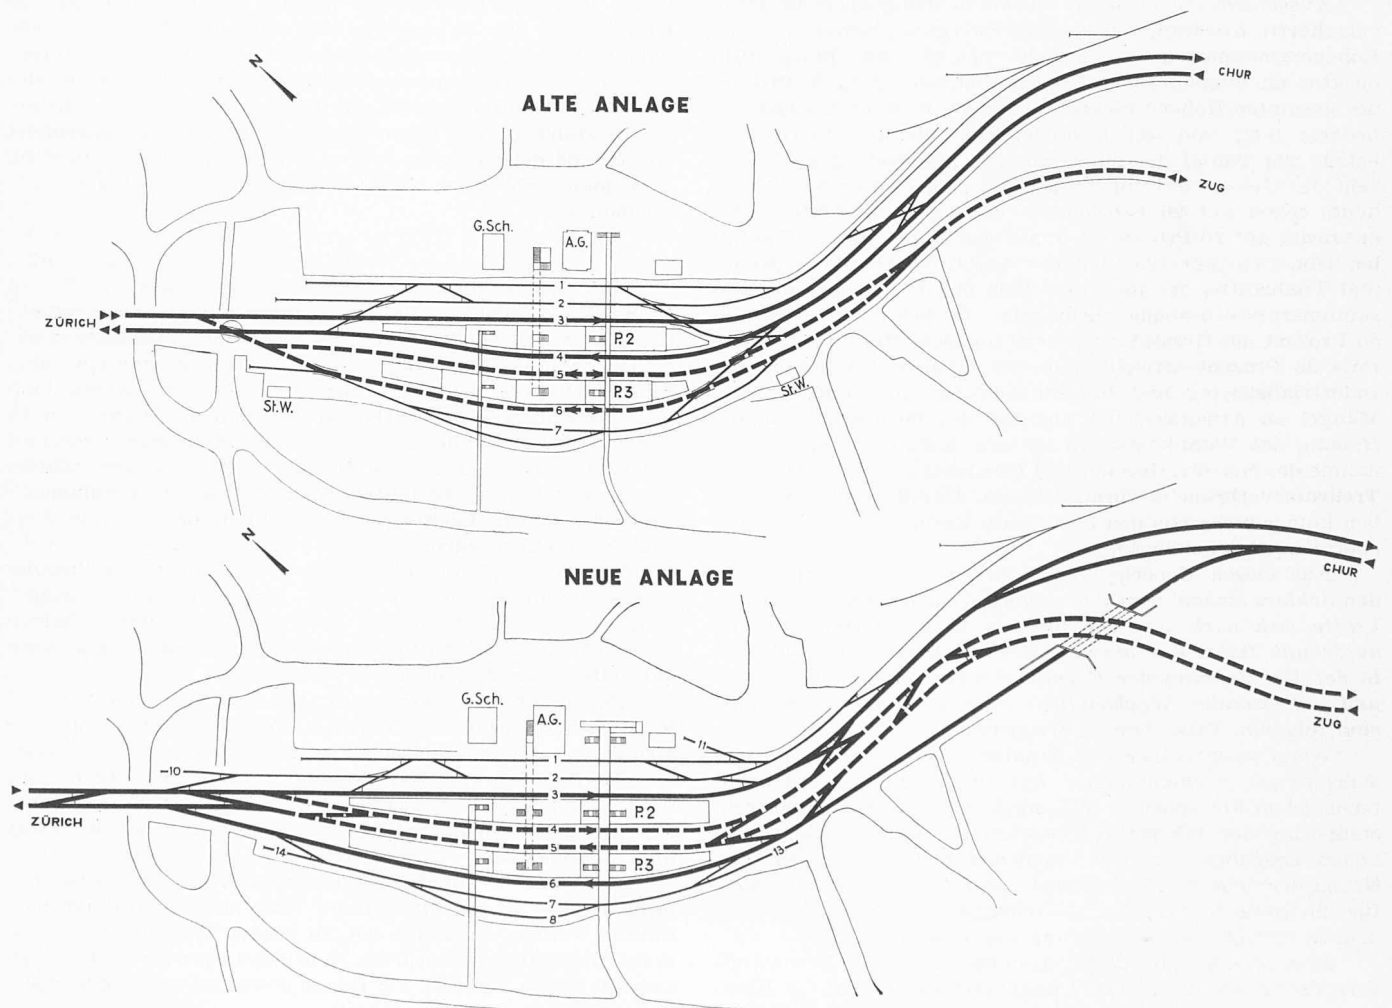 N
CHUR
ALTE ANLAGE
ZUG
G.Sch.
A.G.
1
2
ZÜRICH
3
P.2
4
5
St.W.
P.3
St.W.
6
7
N
NEUE ANLAGE
CHUR
G.Sch.
A.G.
ZUG
11
1
10
2
3
ZÜRICH
P.2
4
5
14
13
P.3
6
7
8